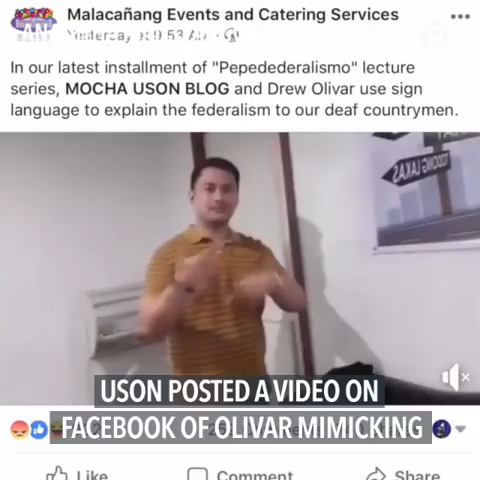 Malacañang Events and Catering Services
Yesterday at 9:53 AM
In our latest installment of "Pepedederalismo" lecture
series, MOCHA USON BLOG and Drew Olivar use sign
language to explain the federalism to our deaf countrymen.
TODONG LAKAS
USON POSTED A VIDEO ON
FACEBOOK OF OLIVAR MIMICKING
Like
Comment
Share